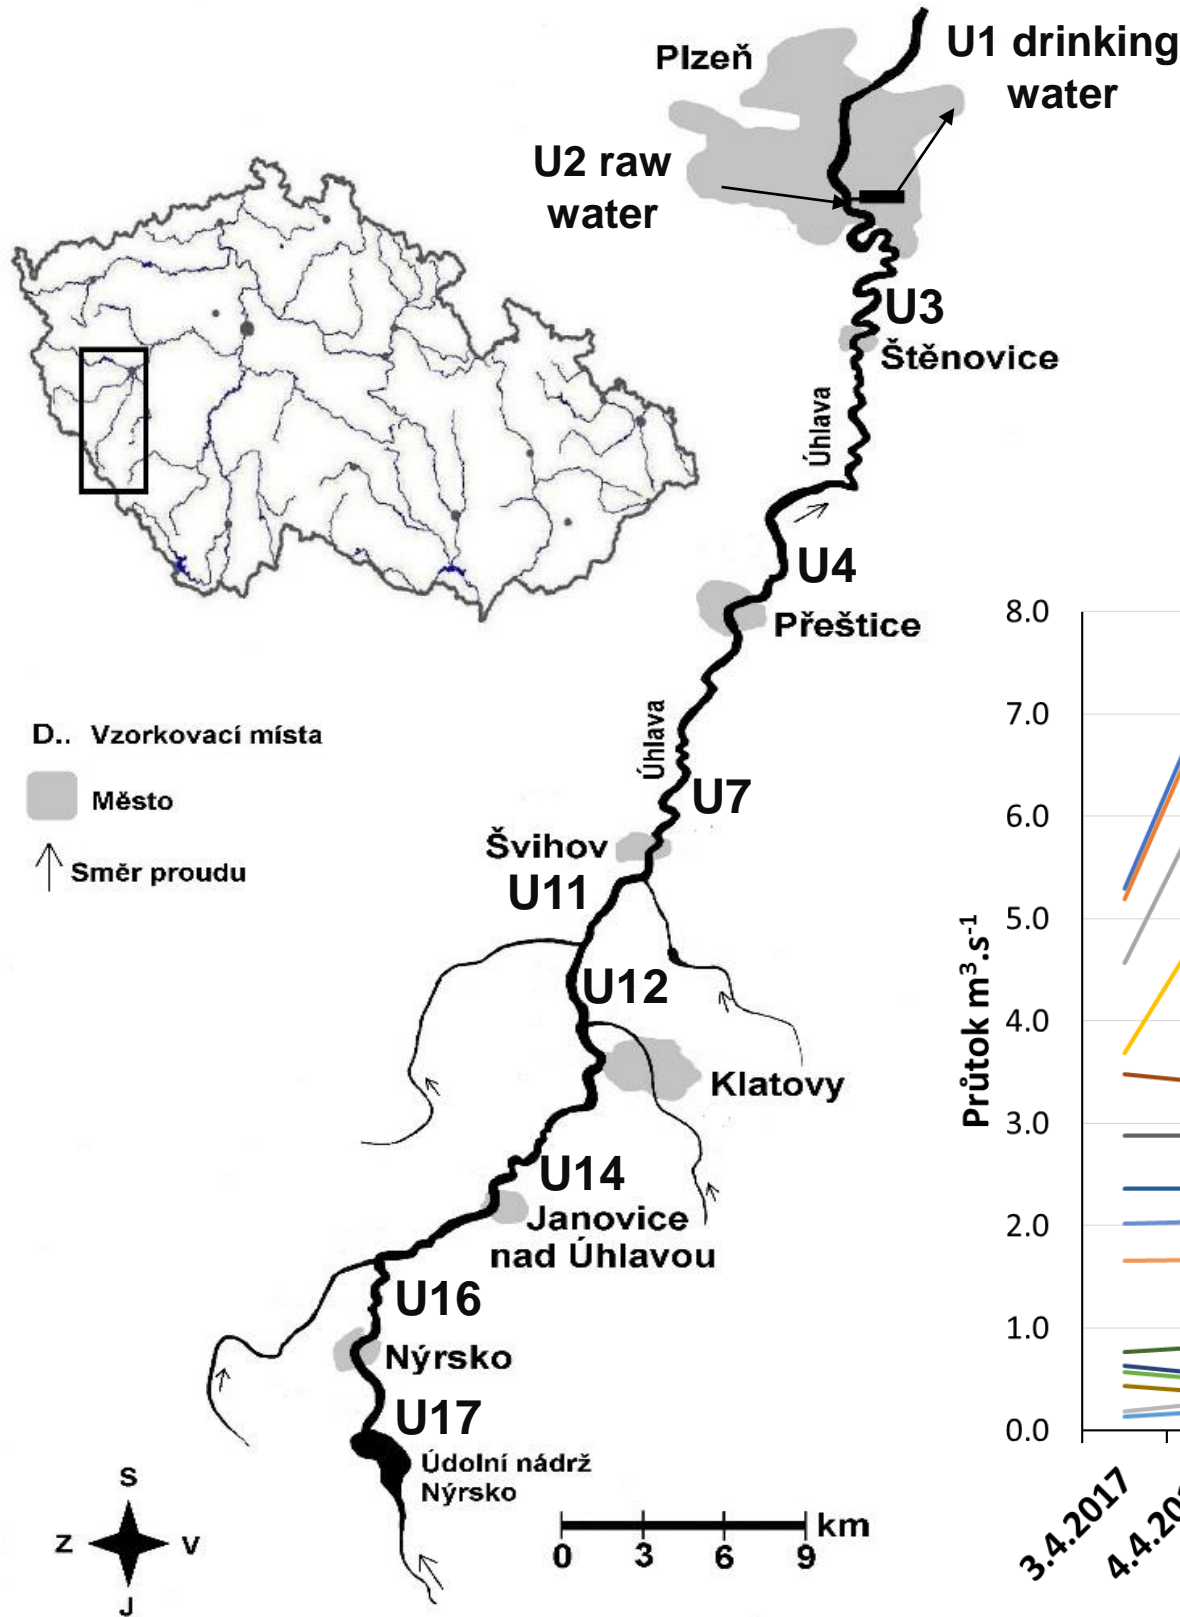 Plzeň
U1 drinking
water
U2 raw
water
U3
Štěnovice
Úhlava
U4
Přeštice
D.. Vzorkovací místa
Město
Směr proudu
Úhlava
U7
Švihov
U11
U12
Klatovy
U14
Janovice
nad Úhlavou
U16
Nýrsko
U17
Údolní nádrž
Nýrsko
S
Z V
J
km
0 3 6 9
Průtok m³.s⁻¹
8.0
7.0
6.0
5.0
4.0
3.0
2.0
1.0
0.0
3.4.2017